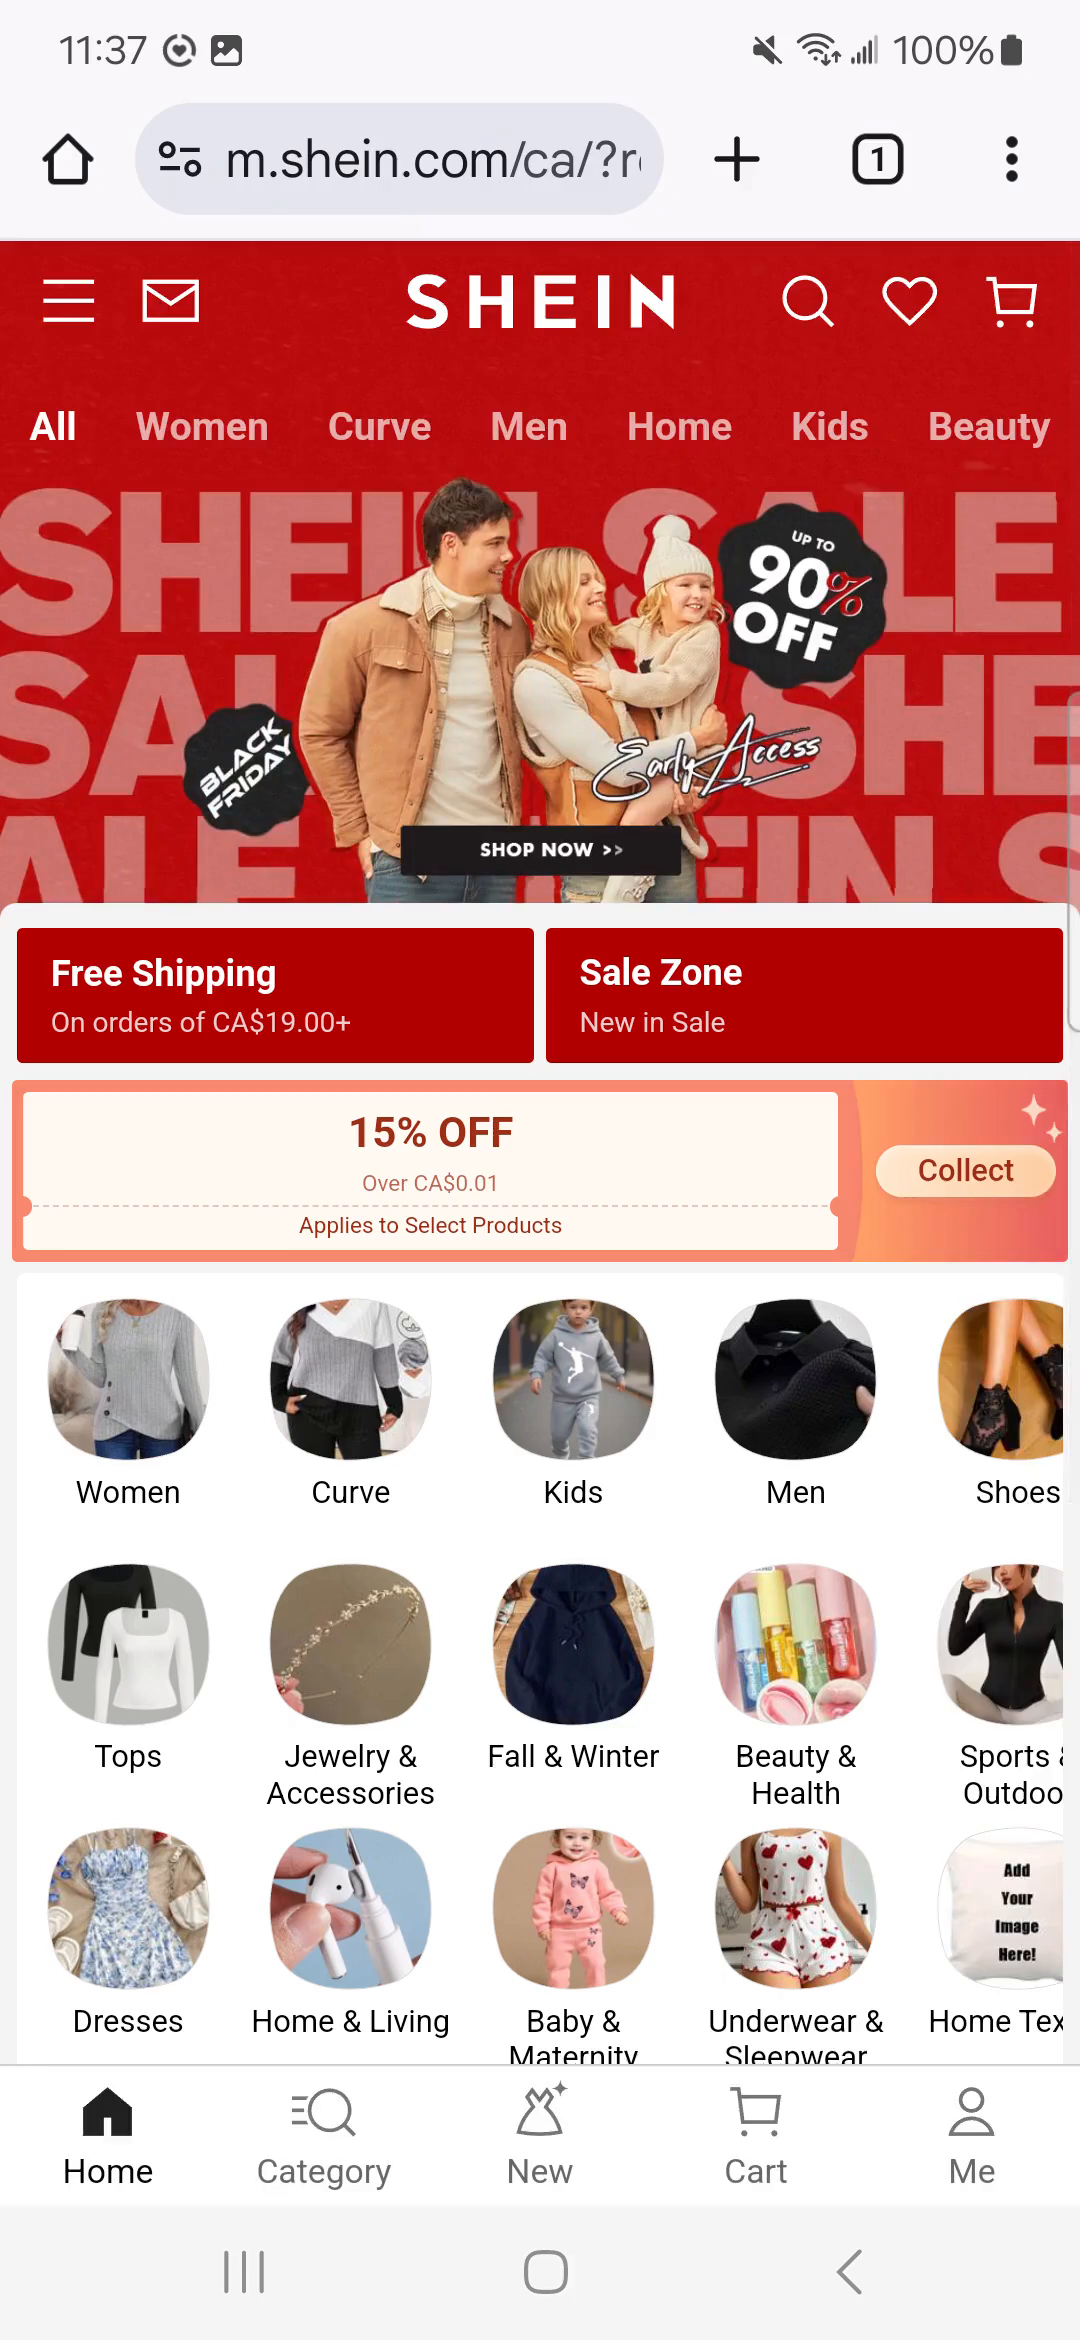 11:37
100%
m.shein.com/ca/?r
1
SHEIN
All Women Curve Men Home Kids Beauty
SHEIN SALE
UP TO
90%
OFF
BLACK
FRIDAY
Early Access
SHOP NOW >>
Free Shipping
On orders of CA$19.00+
Sale Zone
New in Sale
15% OFF
Over CA$0.01
Applies to Select Products
Collect
Women Curve Kids Men Shoes
Tops
Jewelry &
Accessories
Fall & Winter
Beauty &
Health
Sports &
Outdoo
Add
Your
Image
Here!
Dresses
Home & Living
Baby &
Maternity
Underwear &
Sleepwear
Home Tex
Home Category New Cart Me